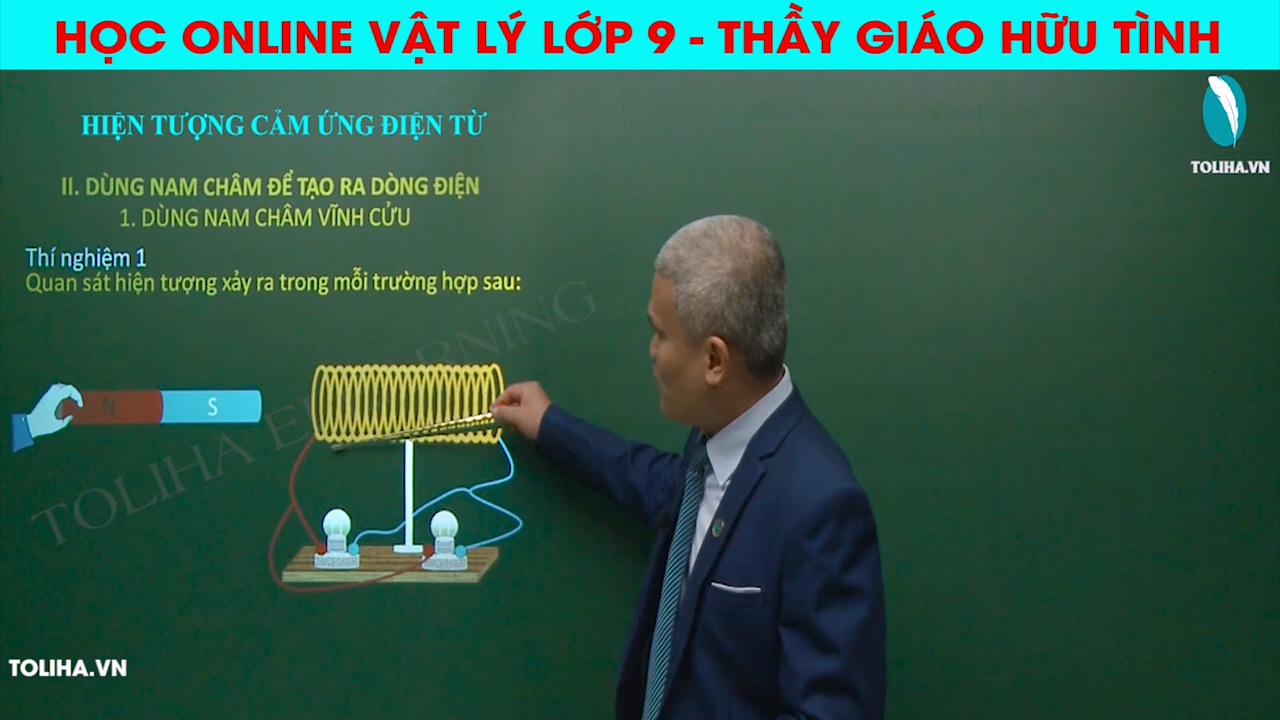 HỌC ONLINE VẬT LÝ LỚP 9 - THẦY GIÁO HỮU TÌNH
TOLIHA.VN
HIỆN TƯỢNG CẢM ỨNG ĐIỆN TỪ
II. DÙNG NAM CHÂM ĐỂ TẠO RA DÒNG ĐIỆN
1. DÙNG NAM CHÂM VĨNH CỬU
Thí nghiệm 1
Quan sát hiện tượng xảy ra trong mỗi trường hợp sau:
N S
TOLIHA E LEARNING
TOLIHA.VN